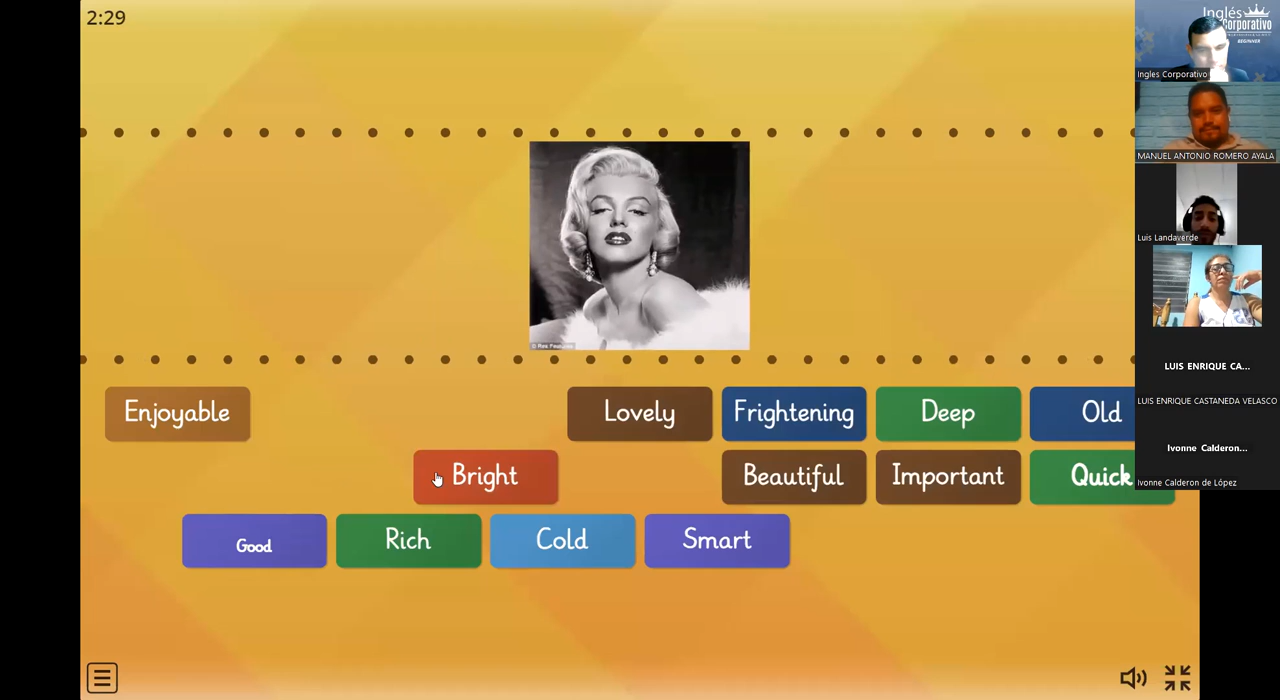 2:29
Inglés
Corporativo
BEGINNER
Ingles Corporativo
MANUEL ANTONIO ROMERO AYALA
Luis Landaverde
LUIS ENRIQUE CA...
LUIS ENRIQUE CASTANEDA VELASCO
Ivonne Calderon...
Ivonne Calderon de López
Enjoyable
Lovely
Frightening
Deep
Old
Bright
Beautiful
Important
Quick
Good
Rich
Cold
Smart